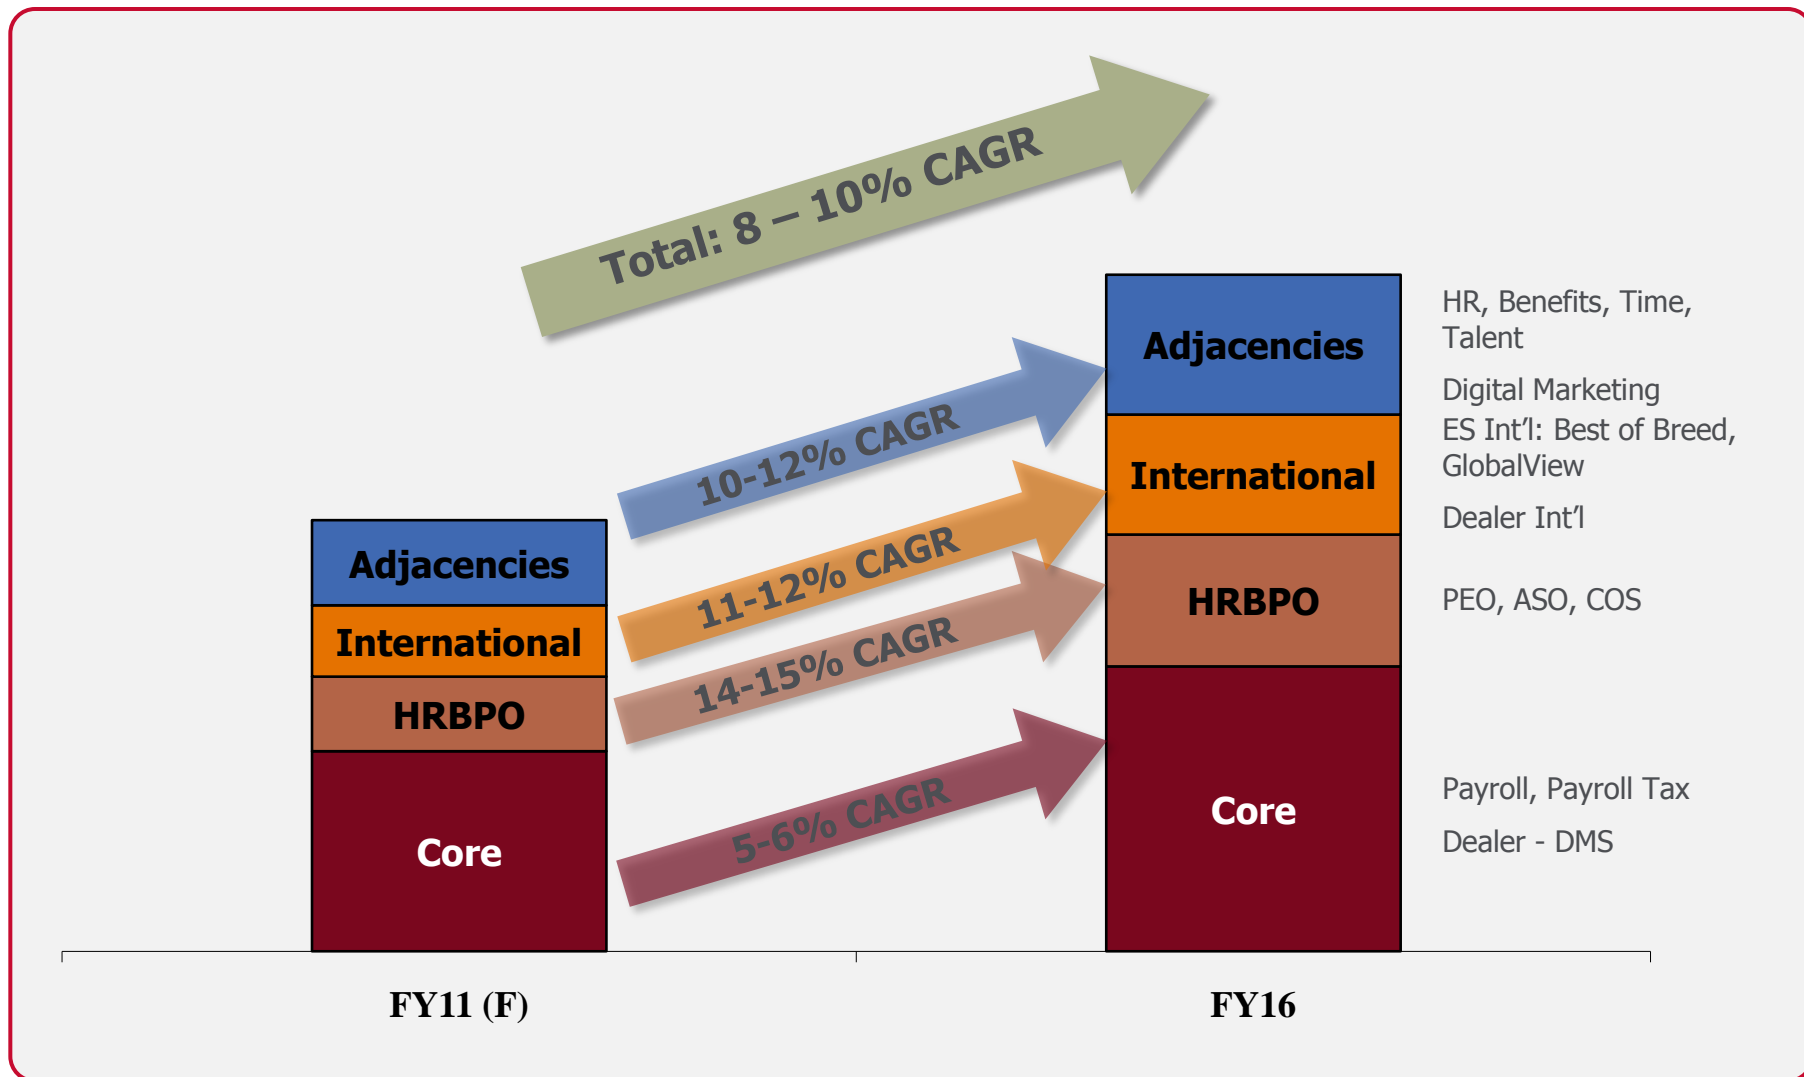 Total: 8 – 10% CAGR
Adjacencies
HR, Benefits, Time,
Talent
10-12% CAGR
Digital Marketing
International
ES Int’l: Best of Breed,
GlobalView
11-12% CAGR
Dealer Int’l
Adjacencies
HRBPO
PEO, ASO, COS
International
14-15% CAGR
HRBPO
Core
Payroll, Payroll Tax
5-6% CAGR
Dealer - DMS
Core
FY11 (F)
FY16